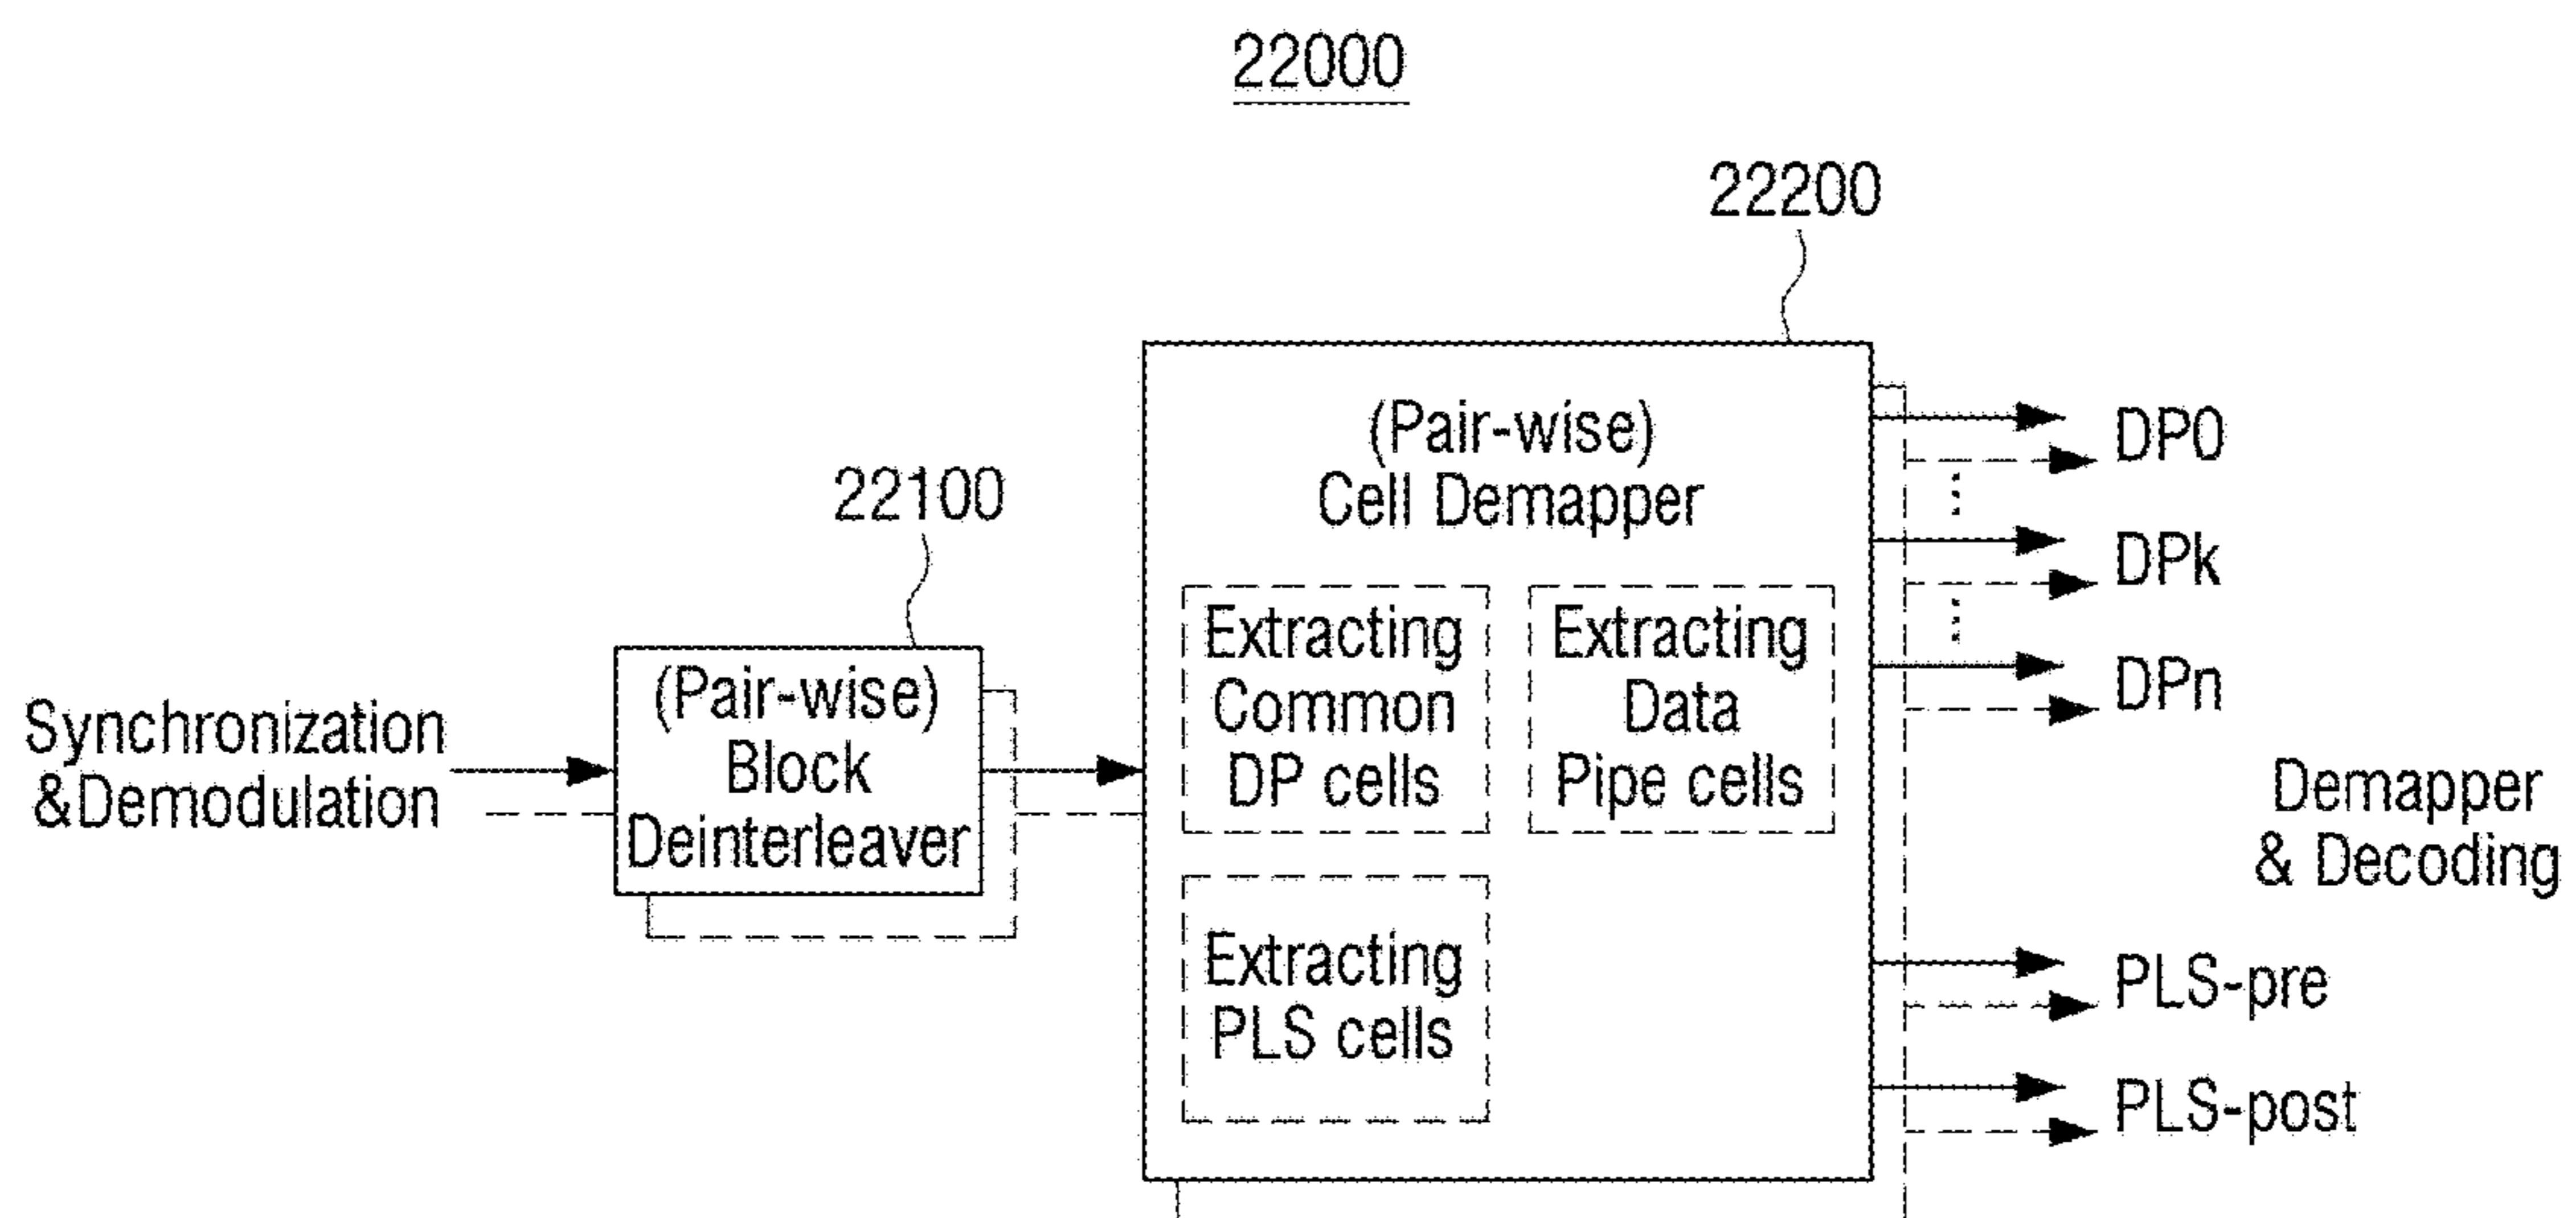 22000
22200
22100
Synchronization
&Demodulation
(Pair-wise)
Block
Deinterleaver
(Pair-wise)
Cell Demapper
Extracting
Common
DP cells
Extracting
Data
Pipe cells
Extracting
PLS cells
DP0
DPk
DPn
PLS-pre
PLS-post
Demapper
& Decoding